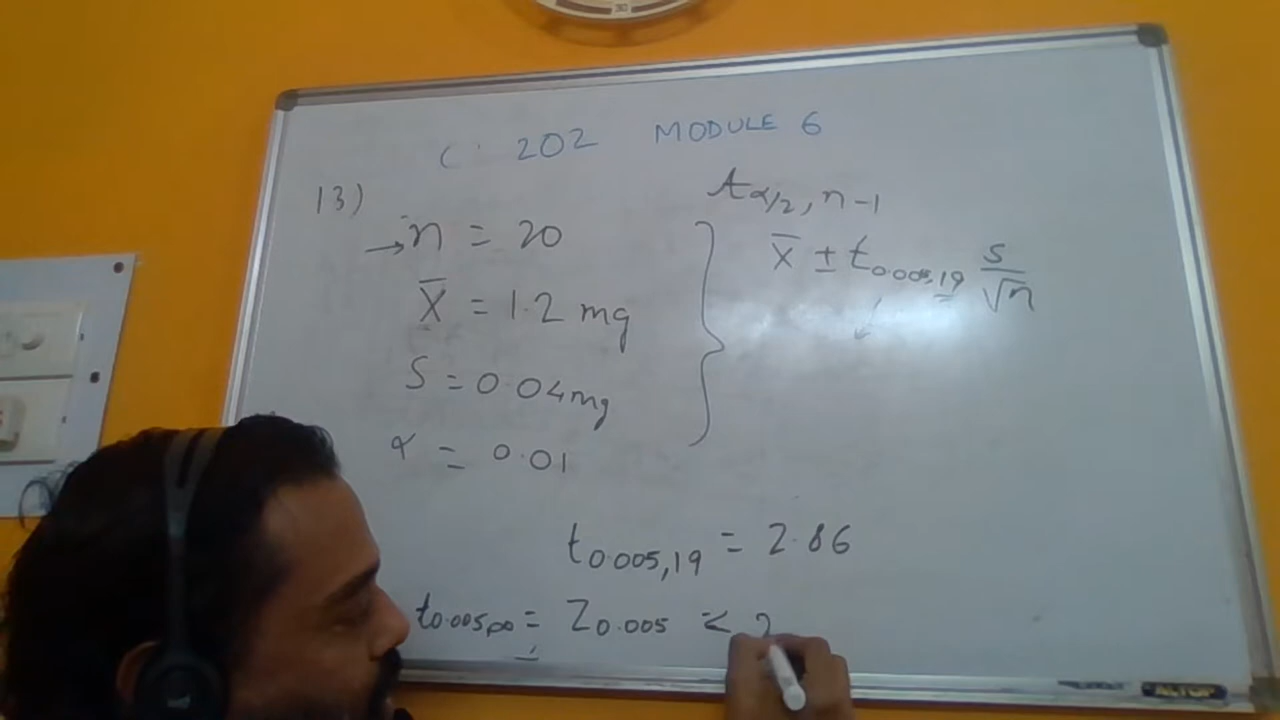 C 202 MODULE 6
13)
→ n = 20
X̄ = 1.2 mg
S = 0.04mg
α = 0.01
tα/2, n-1
X̄ ± t0.005,19 s/√n
t0.005,19 = 2.86
t0.005,∞ = Z0.005 < 2